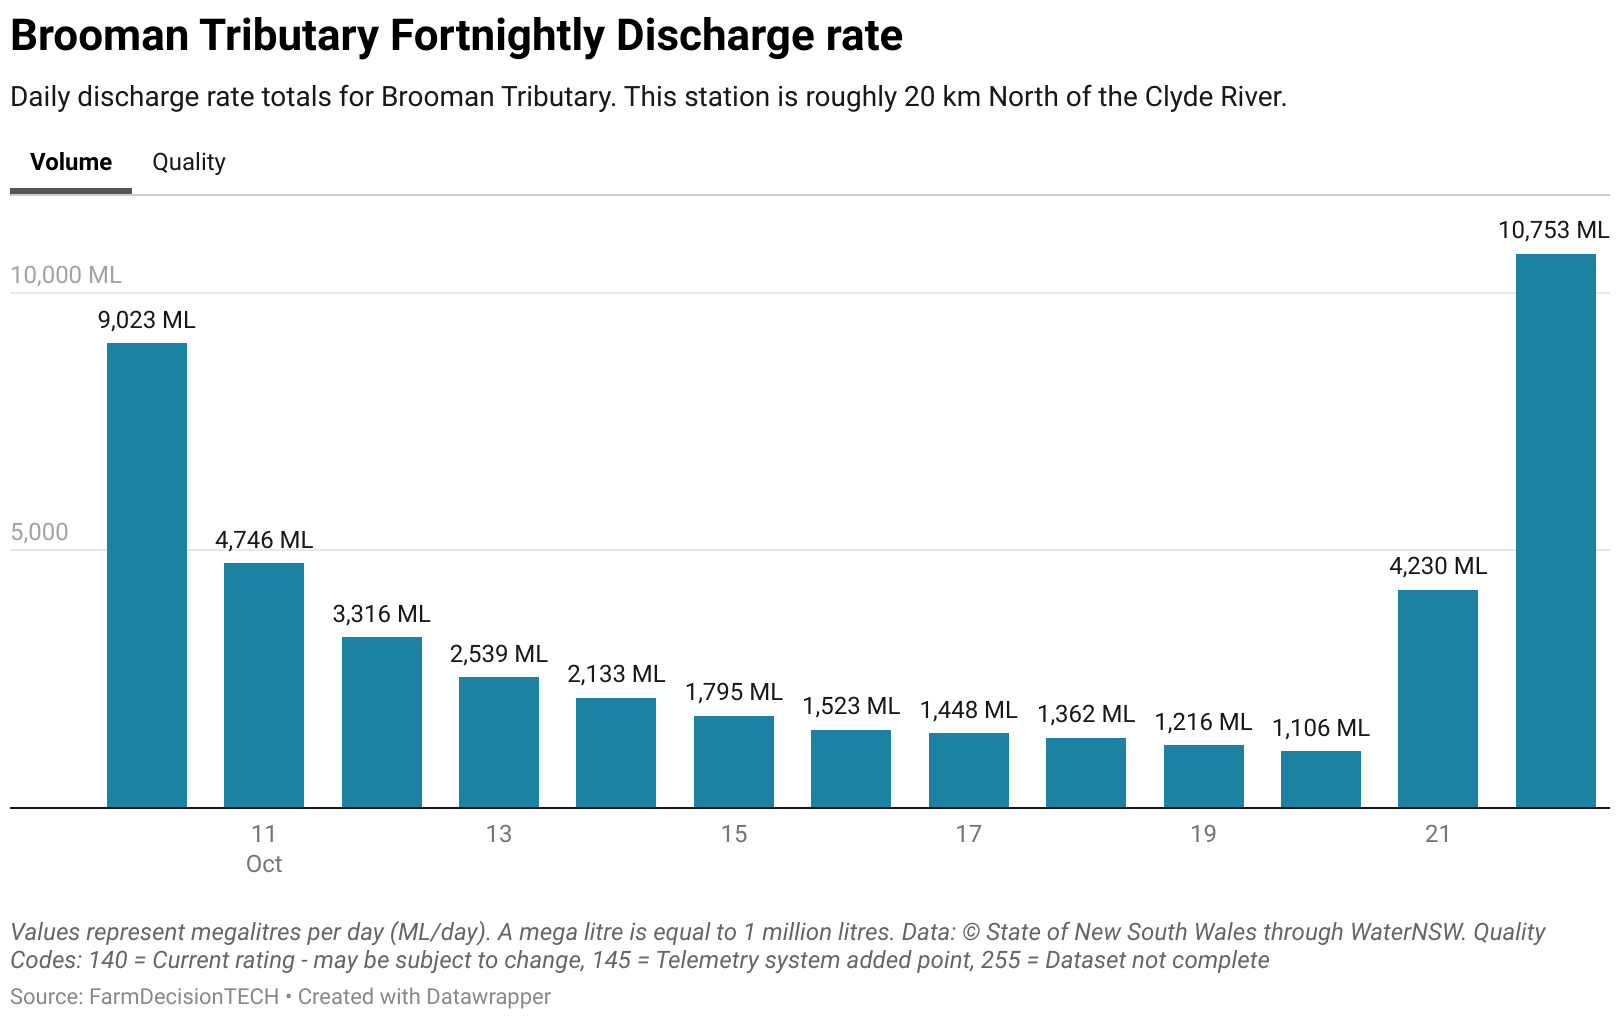 Brooman Tributary Fortnightly Discharge rate
Daily discharge rate totals for Brooman Tributary. This station is roughly 20 km North of the Clyde River.
Volume Quality
10,753 ML
10,000 ML
9,023 ML
5,000
4,746 ML
4,230 ML
3,316 ML
2,539 ML
2,133 ML
1,795 ML
1,523 ML
1,448 ML
1,362 ML
1,216 ML
1,106 ML
11 13 15 17 19 21
Oct
Values represent megalitres per day (ML/day). A mega litre is equal to 1 million litres. Data: © State of New South Wales through WaterNSW. Quality
Codes: 140 = Current rating - may be subject to change, 145 = Telemetry system added point, 255 = Dataset not complete
Source: FarmDecisionTECH • Created with Datawrapper